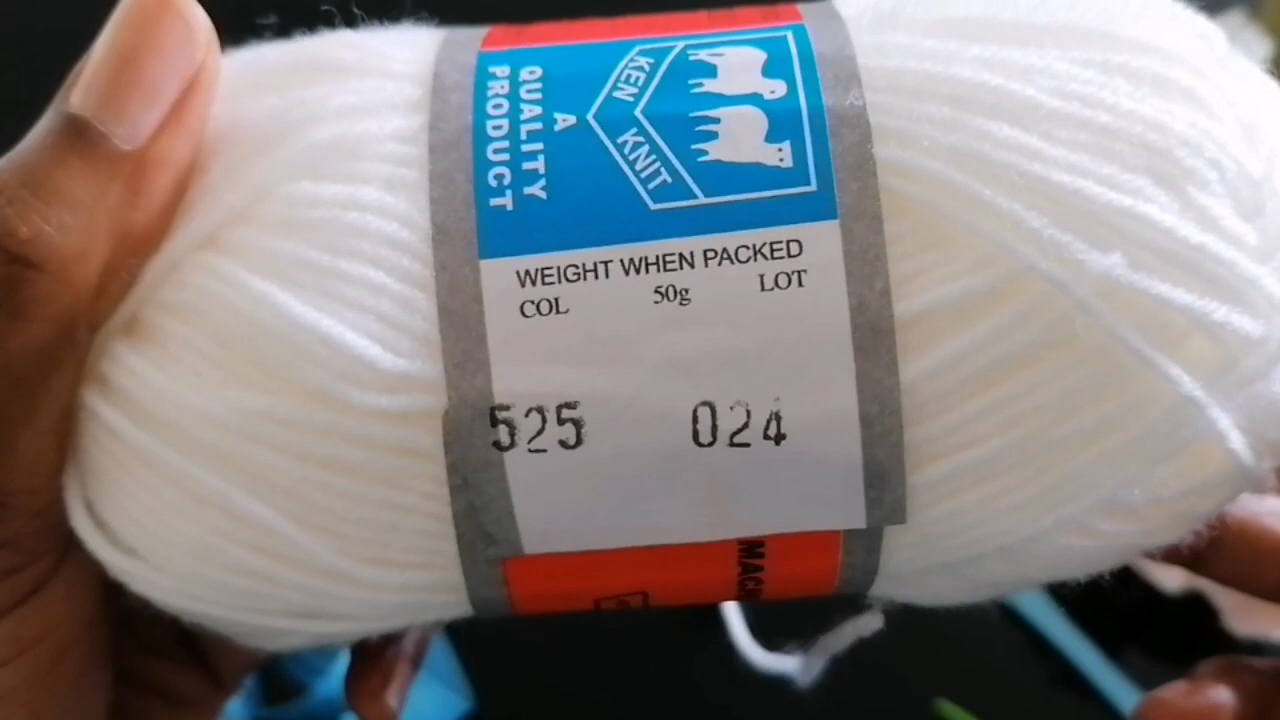 KEN KNIT
A
QUALITY
PRODUCT
WEIGHT WHEN PACKED
COL 50g LOT
525 024